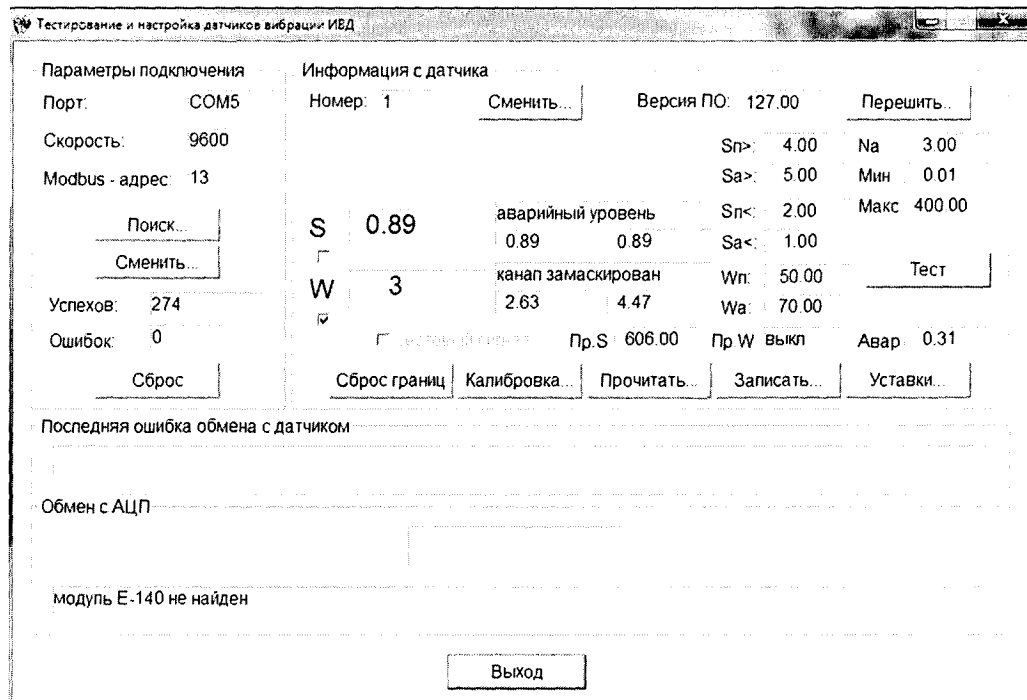 Тестирование и настройка датчиков вибрации ИВД
Параметры подключения
Порт: COM5
Скорость: 9600
Modbus - адрес: 13
Поиск...
Сменить...
Успехов: 274
Ошибок: 0
Сброс
Информация с датчика
Номер: 1 Сменить... Версия ПО: 127.00 Перешить..
Sп>: 4.00 Na 3.00
Sa>: 5.00 Мин 0.01
S 0.89 аварийный уровень Sп<: 2.00 Макс 400.00
0.89 0.89 Sa<: 1.00
W 3 канал замаскирован Wп: 50.00 Тест
2.63 4.47 Wa: 70.00
Пр.S 606.00 Пр W выкл Авар 0.31
Сброс границ Калибровка... Прочитать... Записать... Уставки...
Последняя ошибка обмена с датчиком
Обмен с АЦП
модуль E-140 не найден
Выход